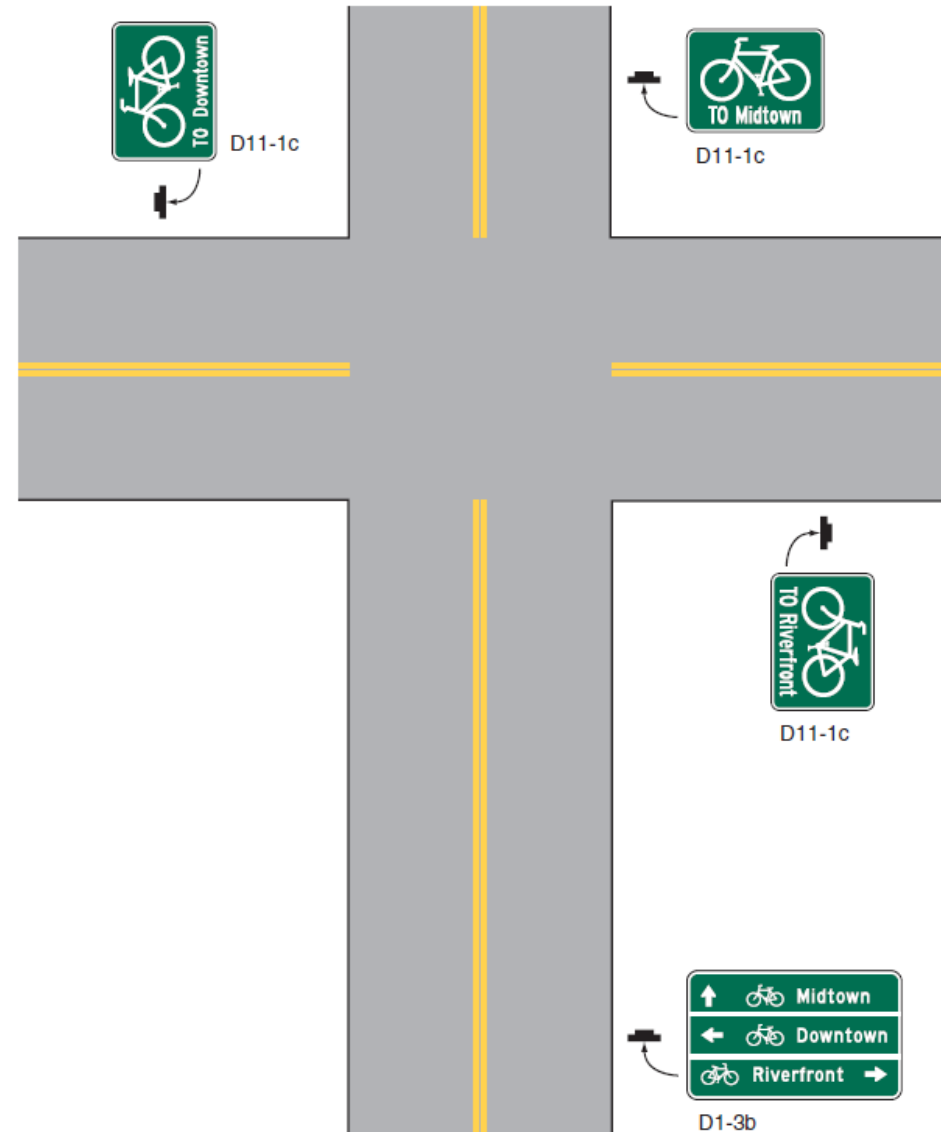 TO Downtown
D11-1c
TO Midtown
D11-1c
TO Riverfront
D11-1c
Midtown
Downtown
Riverfront
D1-3b